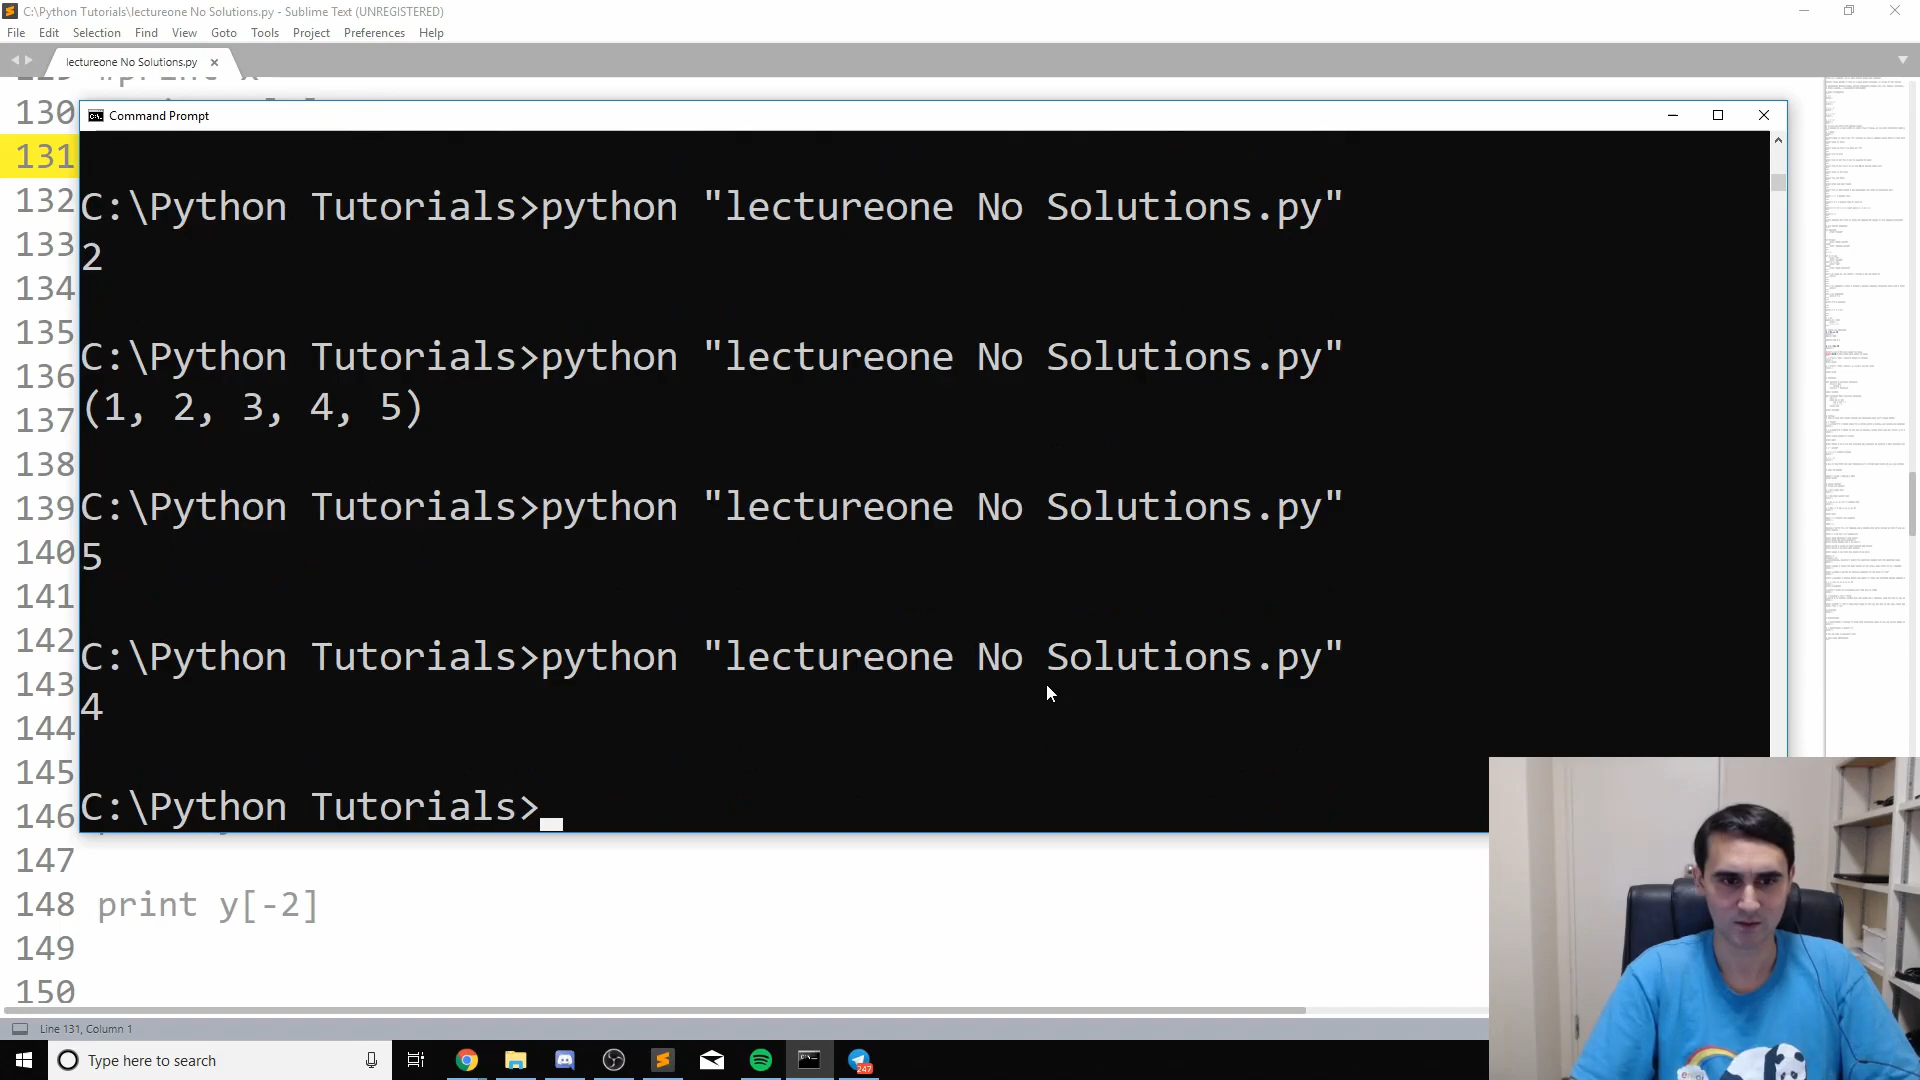 C:\Python Tutorials\lectureone No Solutions.py - Sublime Text (UNREGISTERED)
File Edit Selection Find View Goto Tools Project Preferences Help
lectureone No Solutions.py
130
Command Prompt
131
132
C:\Python Tutorials>python "lectureone No Solutions.py"
133
2
134
135
C:\Python Tutorials>python "lectureone No Solutions.py"
136
(1, 2, 3, 4, 5)
137
138
139
C:\Python Tutorials>python "lectureone No Solutions.py"
140
5
141
142
C:\Python Tutorials>python "lectureone No Solutions.py"
143
4
144
145
146
C:\Python Tutorials>
147
148 print y[-2]
149
150
Line 131, Column 1
Type here to search
247